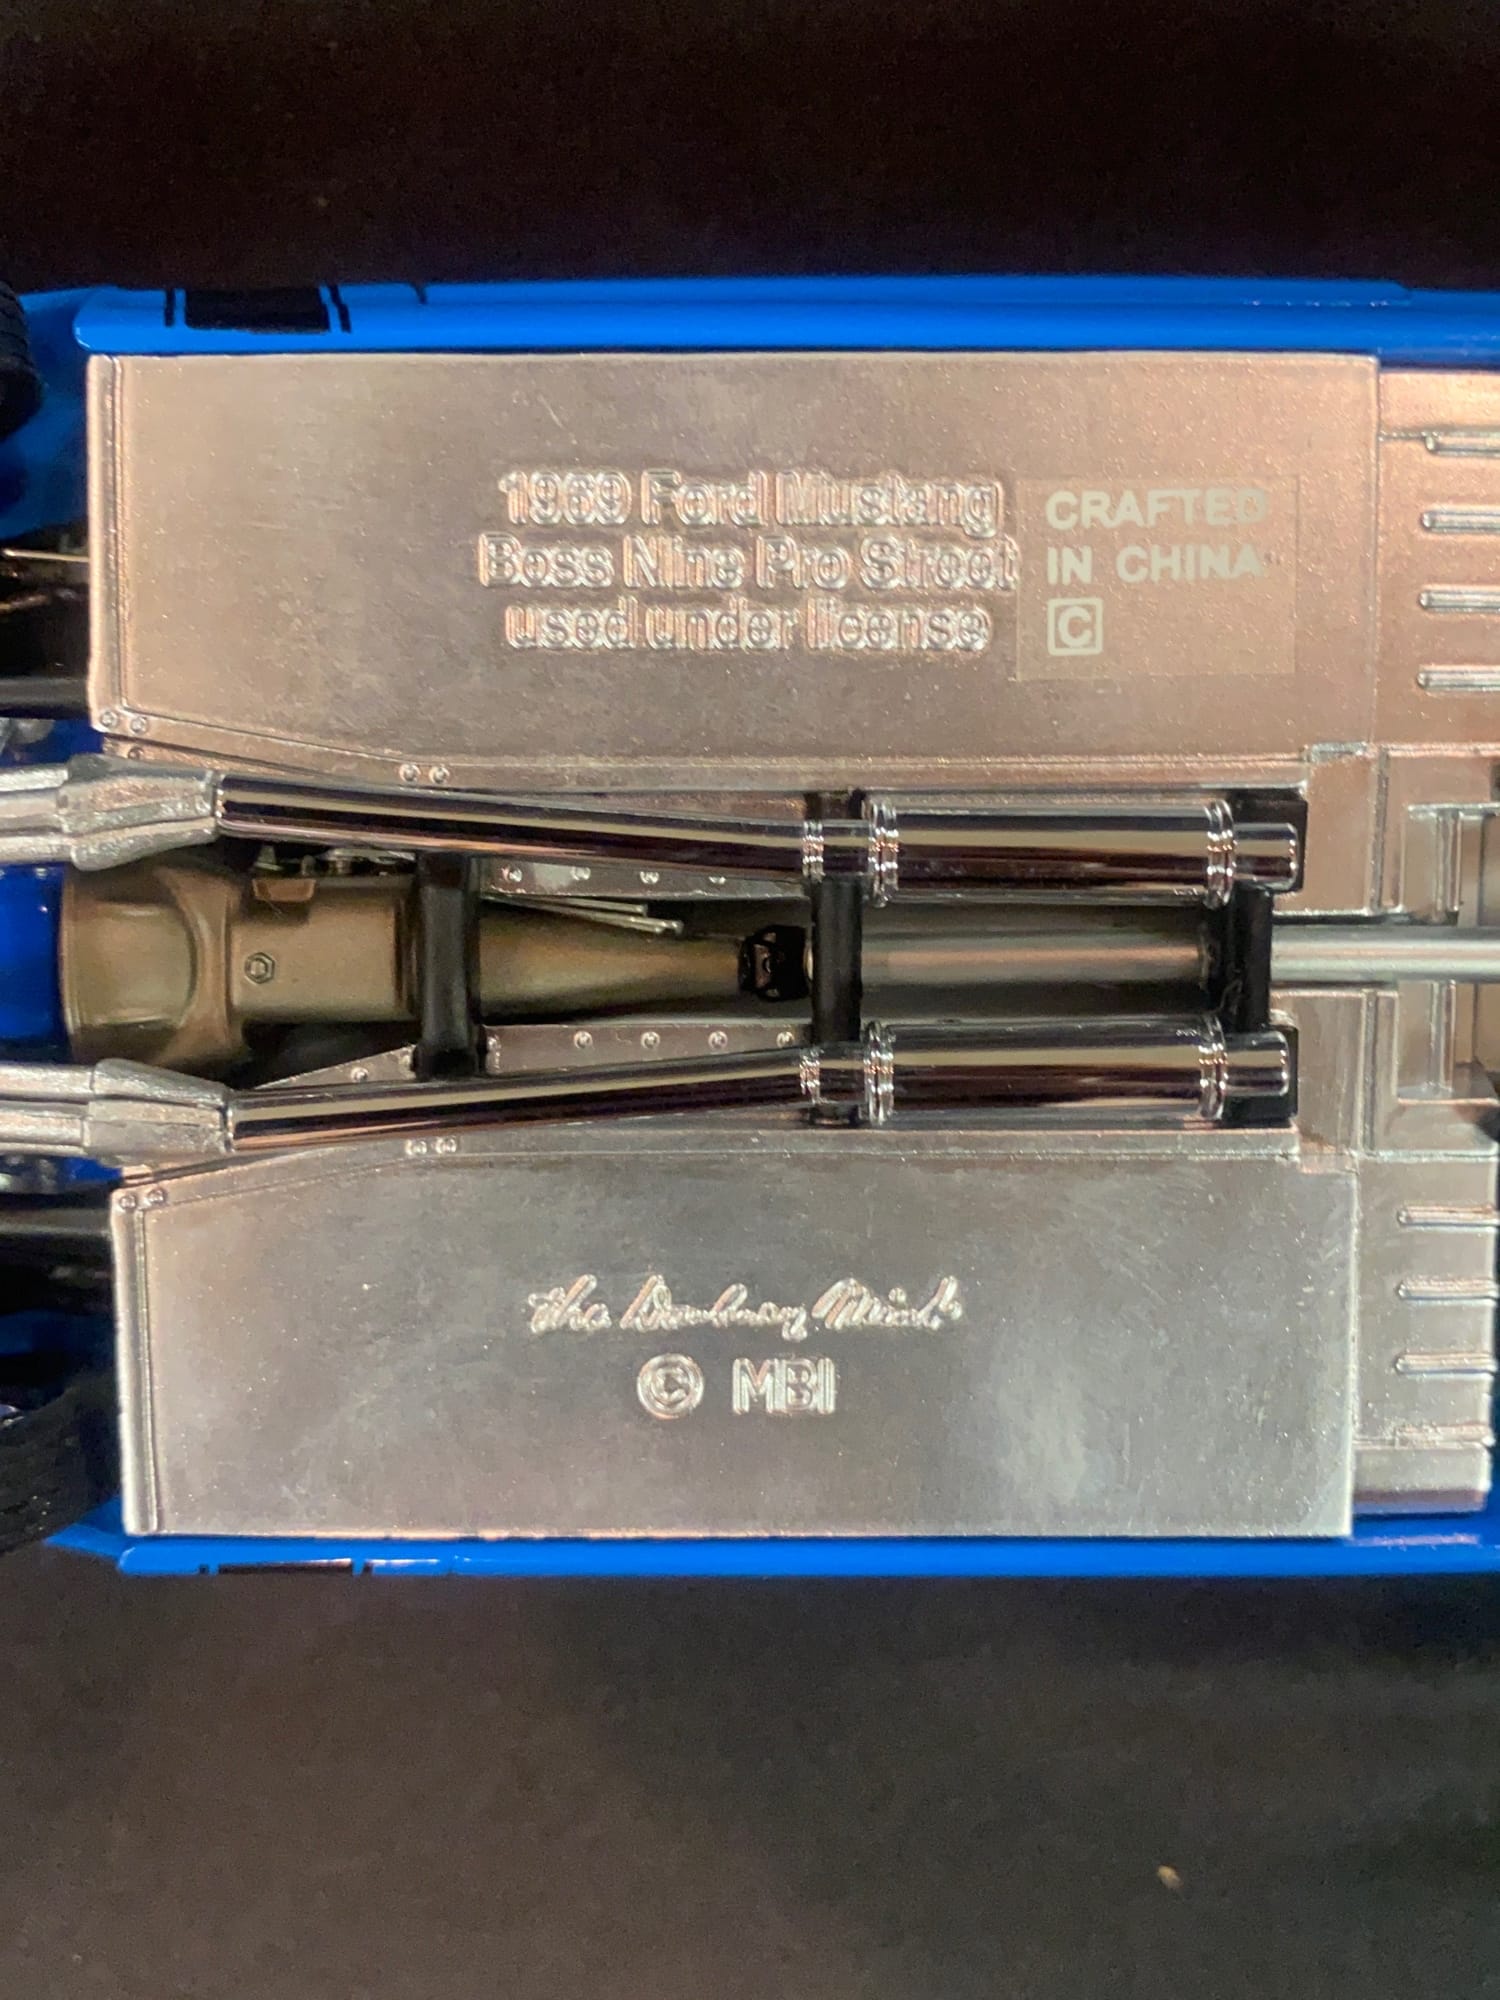 1969 Ford Mustang
Boss Nine Pro Street
used under license
CRAFTED
IN CHINA
C
The Danbury Mint
© MBI